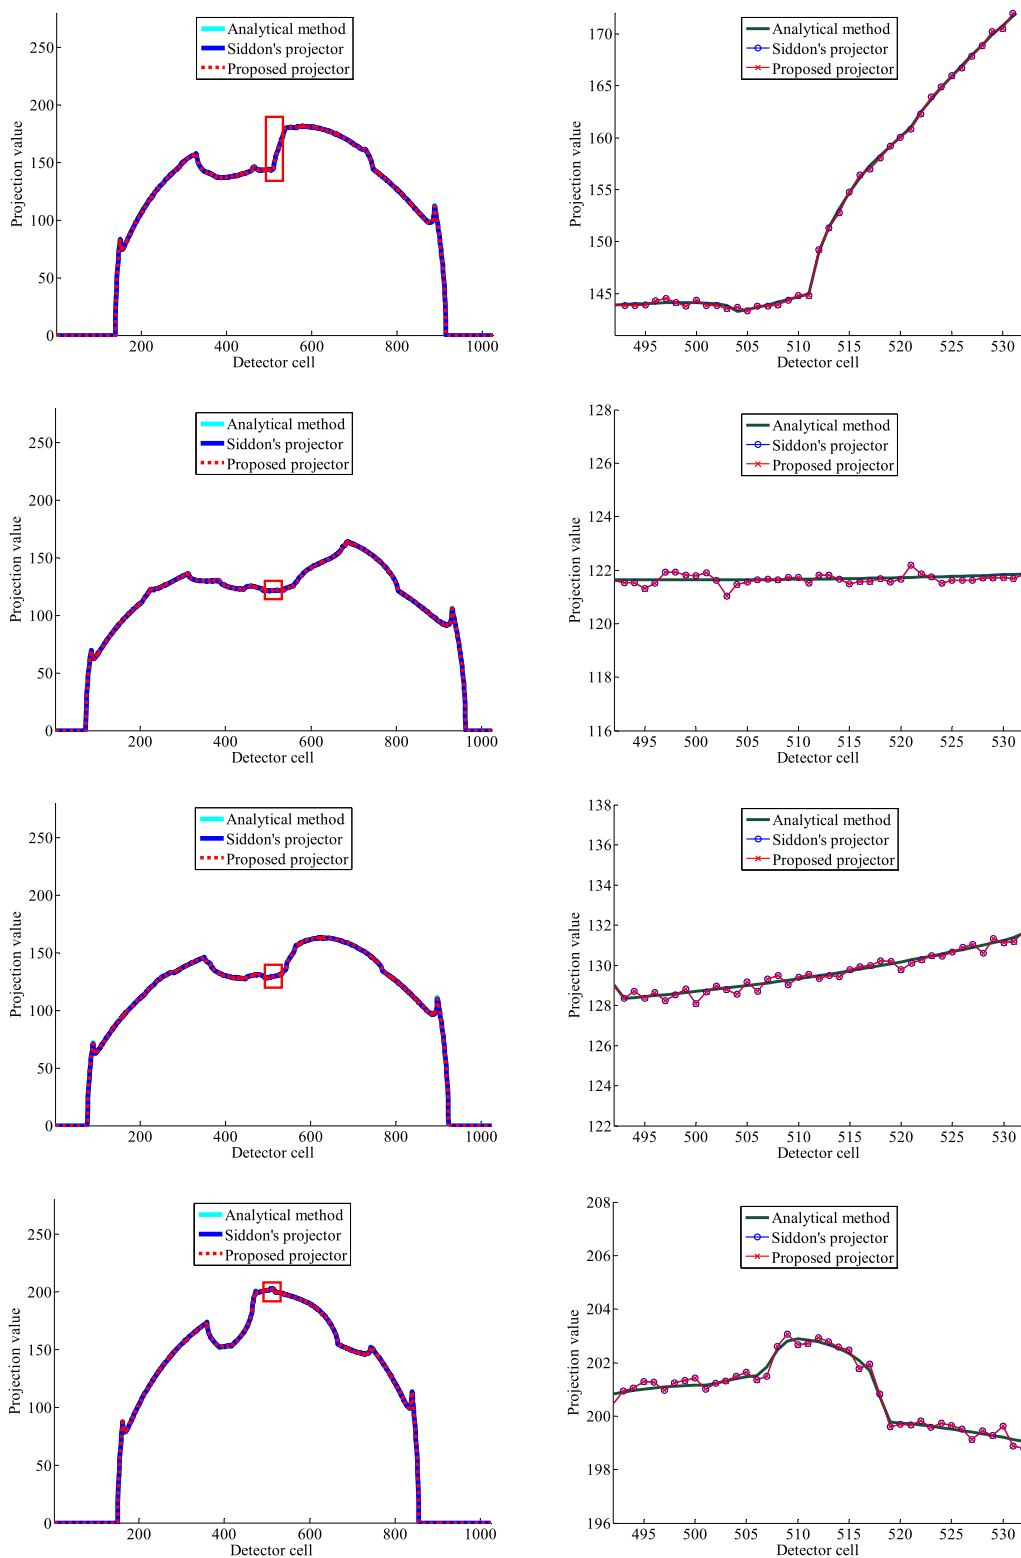 250
200
150
100
50
0
Projection value
Analytical method
Siddon's projector
Proposed projector
200
400
600
800
1000
Detector cell
170
165
160
155
150
145
Projection value
Analytical method
Siddon's projector
Proposed projector
495
500
505
510
515
520
525
530
Detector cell
250
200
150
100
50
0
Projection value
Analytical method
Siddon's projector
Proposed projector
200
400
600
800
1000
Detector cell
128
126
124
122
120
118
116
Projection value
Analytical method
Siddon's projector
Proposed projector
495
500
505
510
515
520
525
530
Detector cell
250
200
150
100
50
0
Projection value
Analytical method
Siddon's projector
Proposed projector
200
400
600
800
1000
Detector cell
138
136
134
131
129
128
126
124
122
Projection value
Analytical method
Siddon's projector
Proposed projector
495
500
505
510
515
520
525
530
Detector cell
250
200
150
100
50
0
Projection value
Analytical method
Siddon's projector
Proposed projector
200
400
600
800
1000
Detector cell
208
206
204
201
200
198
196
Projection value
Analytical method
Siddon's projector
Proposed projector
495
500
505
510
515
520
525
530
Detector cell